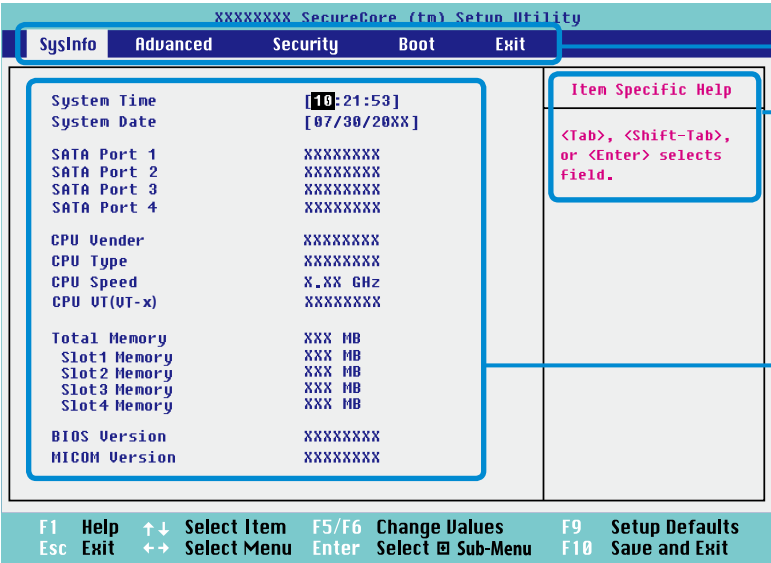 XXXXXXXX SecureCore (tm) Setup Utility
SysInfo Advanced Security Boot Exit
System Time [10:21:53]
System Date [07/30/20XX]
SATA Port 1 XXXXXXXX
SATA Port 2 XXXXXXXX
SATA Port 3 XXXXXXXX
SATA Port 4 XXXXXXXX
CPU Vender XXXXXXXX
CPU Type XXXXXXXX
CPU Speed X.XX GHz
CPU VT(VT-x) XXXXXXXX
Total Memory XXX MB
Slot1 Memory XXX MB
Slot2 Memory XXX MB
Slot3 Memory XXX MB
Slot4 Memory XXX MB
BIOS Version XXXXXXXX
MICOM Version XXXXXXXX
Item Specific Help
<Tab>, <Shift-Tab>,
or <Enter> selects
field.
F1 Help ↑↓ Select Item F5/F6 Change Values F9 Setup Defaults
Esc Exit ←→ Select Menu Enter Select ⊞ Sub-Menu F10 Save and Exit